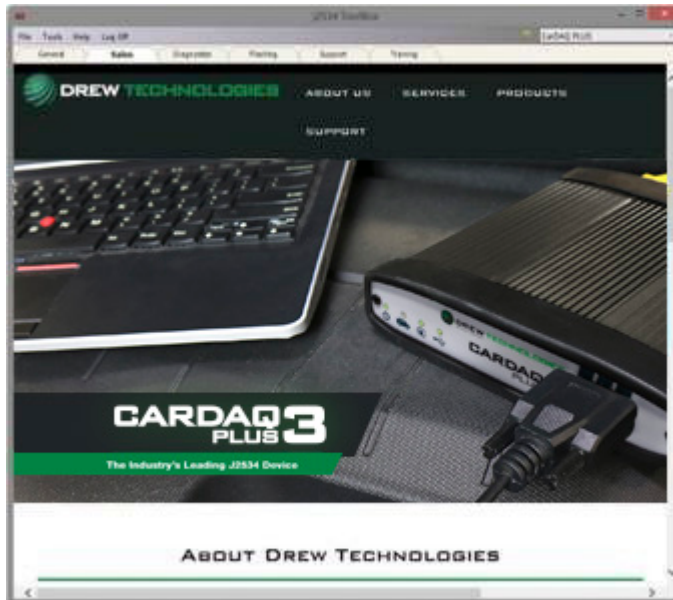 J2534 Toolbox
File Tools Help Log Off
CarDAQ PLUS
General Sales Diagnostics Flashing Support Training
DREW TECHNOLOGIES
ABOUT US SERVICES PRODUCTS
SUPPORT
DREW TECHNOLOGIES
CARDAQ
PLUS
CARDAQ
PLUS 3
The Industry's Leading J2534 Device
ABOUT DREW TECHNOLOGIES